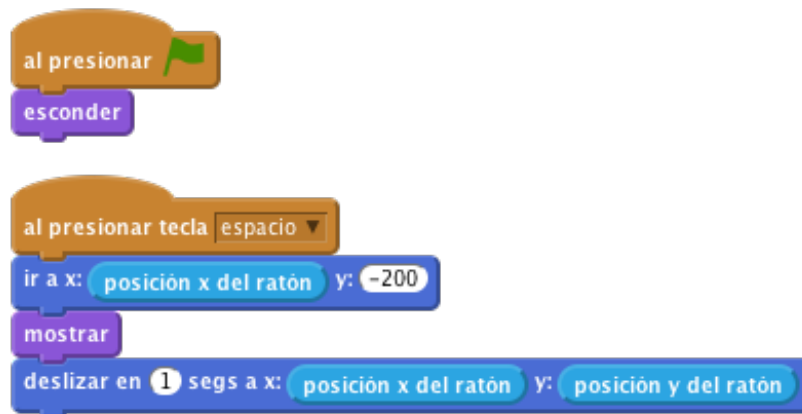 al presionar
esconder
al presionar tecla espacio
ir a x: posición x del ratón y: -200
mostrar
deslizar en 1 segs a x: posición x del ratón y: posición y del ratón